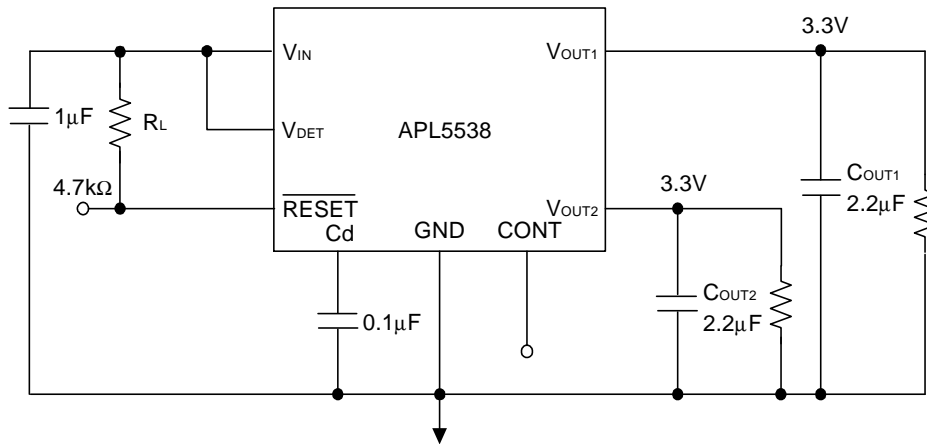 3.3V
VIN
VOUT1
1µF
RL
VDET
APL5538
COUT1
2.2µF
4.7kΩ
RESET
3.3V
VOUT2
Cd
GND
CONT
COUT2
2.2µF
0.1µF